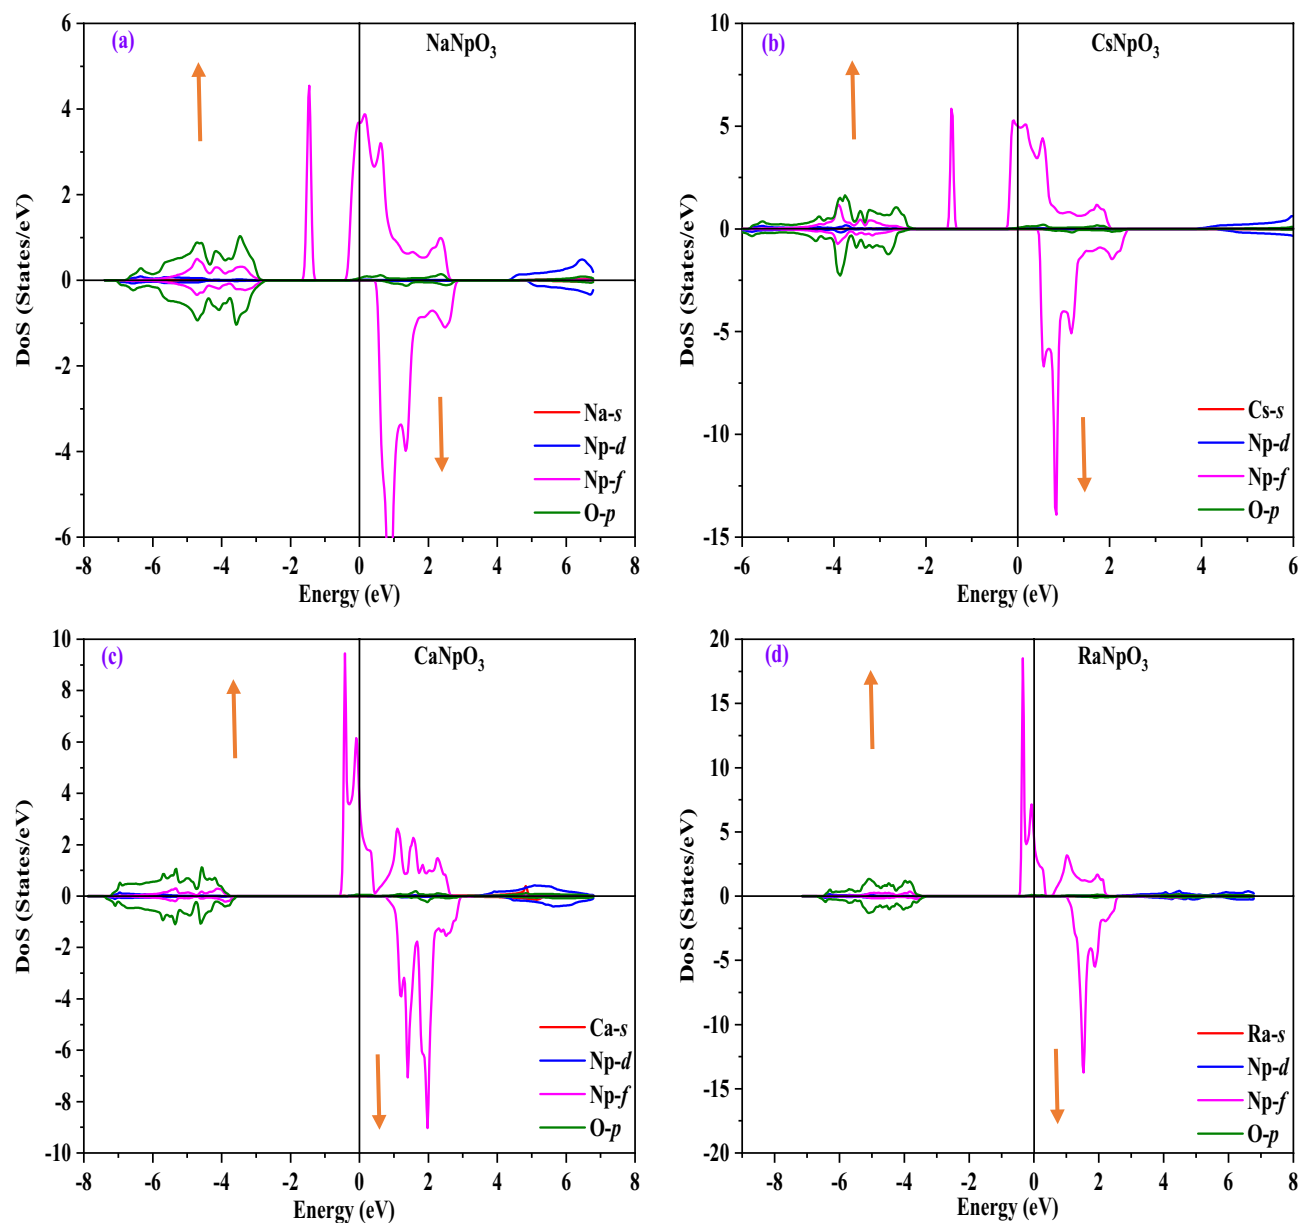 (a)
NaNpO₃
6
4
2
0
-2
-4
-6
DoS (States/eV)
-8 -6 -4 -2 0 2 4 6 8
Energy (eV)
Na-s
Np-d
Np-f
O-p
(b)
CsNpO₃
10
5
0
-5
-10
-15
DoS (States/eV)
-6 -4 -2 0 2 4 6
Energy (eV)
Cs-s
Np-d
Np-f
O-p
(c)
CaNpO₃
10
8
6
4
2
0
-2
-4
-6
-8
-10
DoS (States/eV)
-8 -6 -4 -2 0 2 4 6 8
Energy (eV)
Ca-s
Np-d
Np-f
O-p
(d)
RaNpO₃
20
15
10
5
0
-5
-10
-15
-20
DoS (States/eV)
-8 -6 -4 -2 0 2 4 6 8
Energy (eV)
Ra-s
Np-d
Np-f
O-p